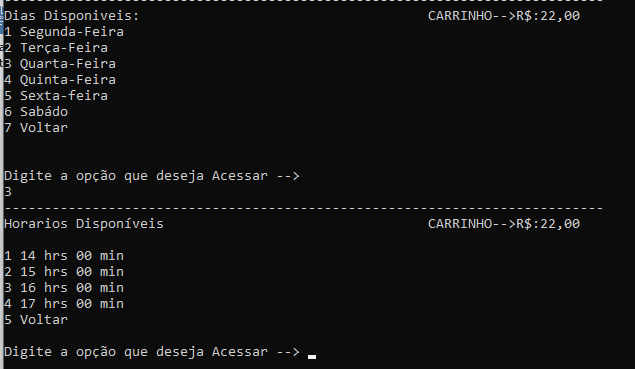 --------------------------------------------------------------------------
Dias Disponiveis: CARRINHO-->R$:22,00
1 Segunda-Feira
2 Terça-Feira
3 Quarta-Feira
4 Quinta-Feira
5 Sexta-feira
6 Sabádo
7 Voltar
Digite a opção que deseja Acessar -->
3
--------------------------------------------------------------------------
Horarios Disponíveis CARRINHO-->R$:22,00
1 14 hrs 00 min
2 15 hrs 00 min
3 16 hrs 00 min
4 17 hrs 00 min
5 Voltar
Digite a opção que deseja Acessar -->